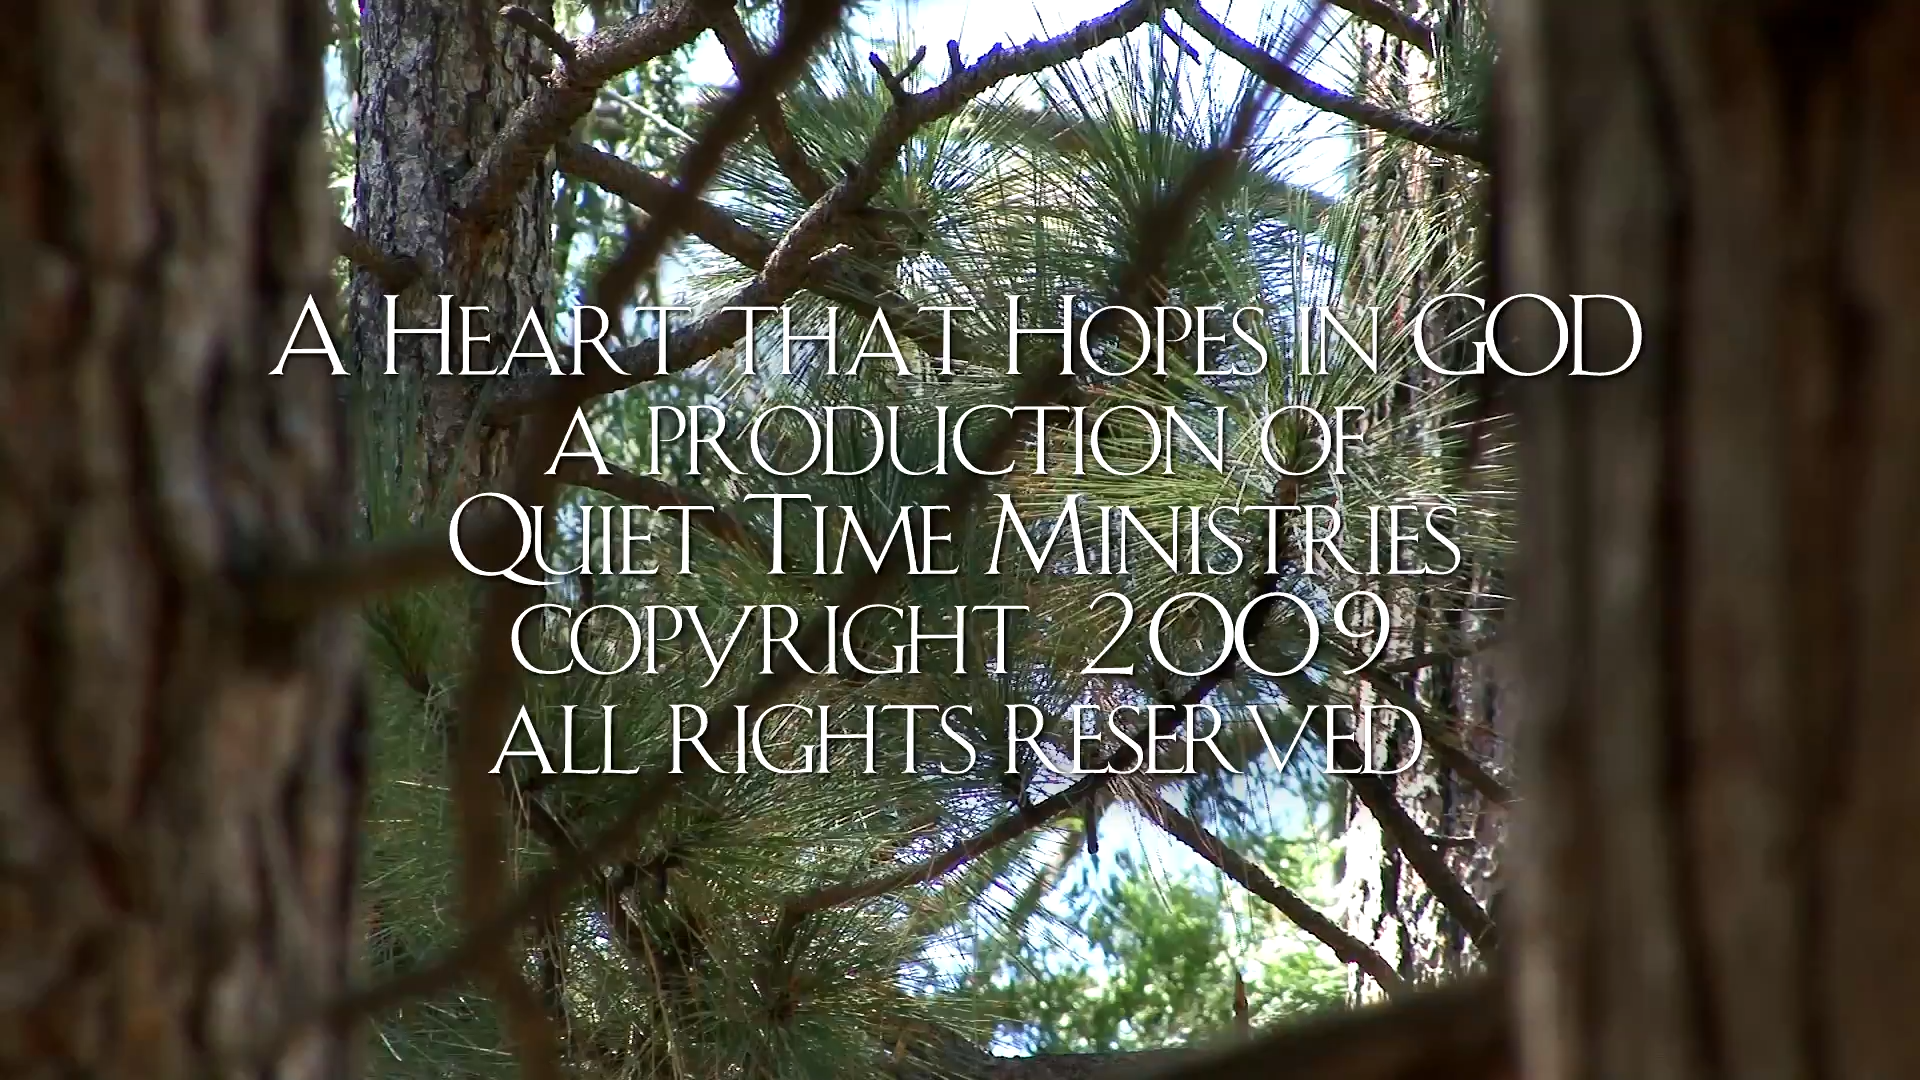 A Heart that Hopes in GOD
a production of
Quiet Time Ministries
copyright 2009
all Rights Reserved